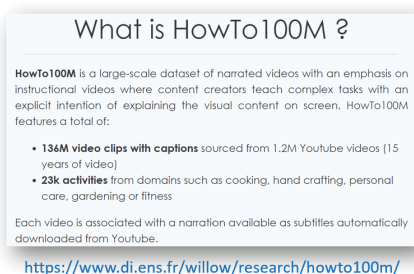 What is HowTo100M ?
HowTo100M is a large-scale dataset of narrated videos with an emphasis on
instructional videos where content creators teach complex tasks with an
explicit intention of explaining the visual content on screen. HowTo100M
features a total of:
• 136M video clips with captions sourced from 1.2M Youtube videos (15
years of video)
• 23k activities from domains such as cooking, hand crafting, personal
care, gardening or fitness
Each video is associated with a narration available as subtitles automatically
downloaded from Youtube.
https://www.di.ens.fr/willow/research/howto100m/